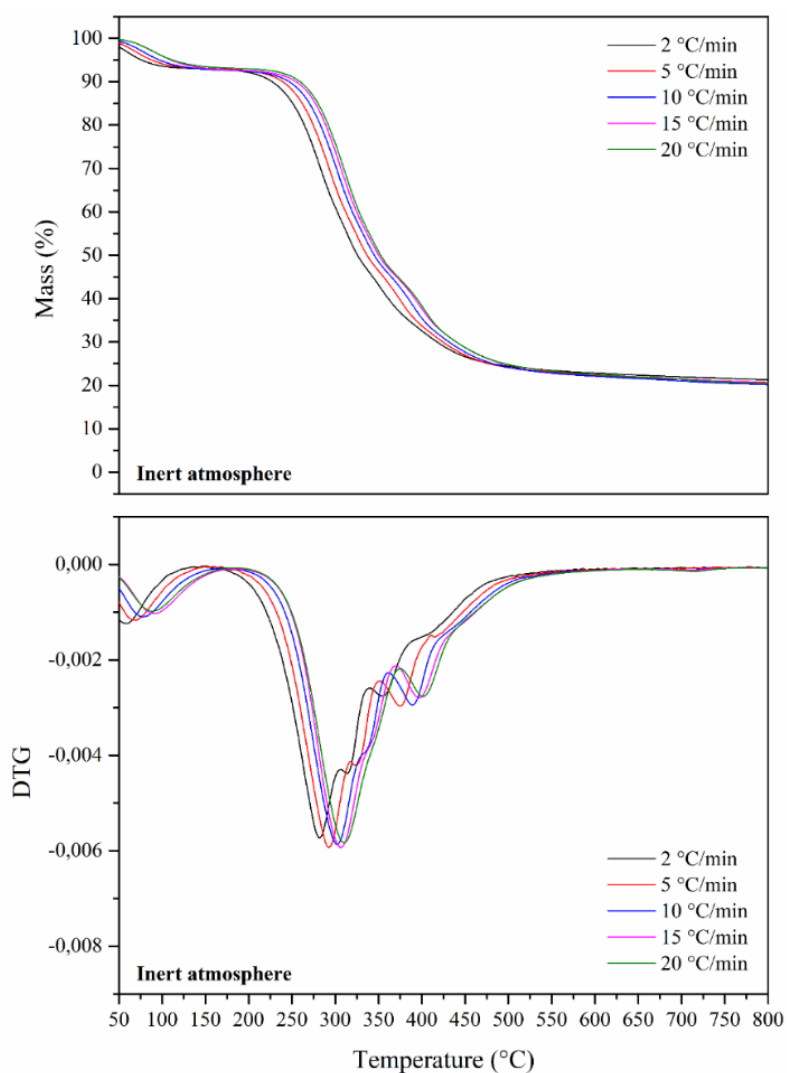 100
90
80
70
60
50
40
30
20
10
0
Mass (%)
2 °C/min
5 °C/min
10 °C/min
15 °C/min
20 °C/min
Inert atmosphere
0,000
-0,002
-0,004
-0,006
-0,008
DTG
2 °C/min
5 °C/min
10 °C/min
15 °C/min
20 °C/min
Inert atmosphere
50 100 150 200 250 300 350 400 450 500 550 600 650 700 750 800
Temperature (°C)